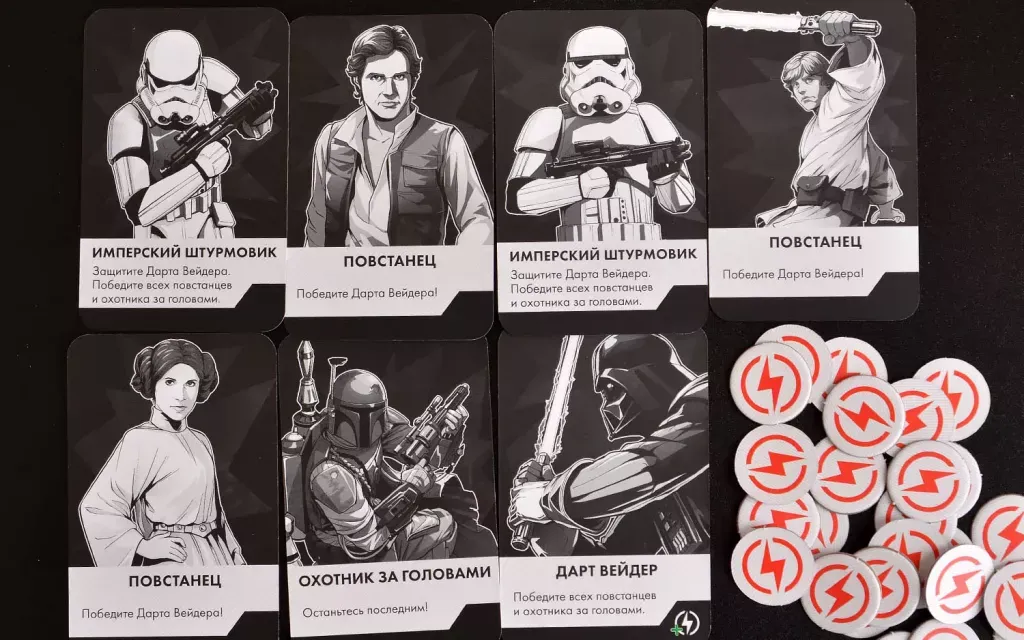 ИМПЕРСКИЙ ШТУРМОВИК
Защитите Дарта Вейдера.
Победите всех повстанцев
и охотника за головами.
ПОВСТАНЕЦ
Победите Дарта Вейдера!
ИМПЕРСКИЙ ШТУРМОВИК
Защитите Дарта Вейдера.
Победите всех повстанцев
и охотника за головами.
ПОВСТАНЕЦ
Победите Дарта Вейдера!
ПОВСТАНЕЦ
Победите Дарта Вейдера!
ОХОТНИК ЗА ГОЛОВАМИ
Останьтесь последним!
ДАРТ ВЕЙДЕР
Победите всех повстанцев
и охотника за головами.